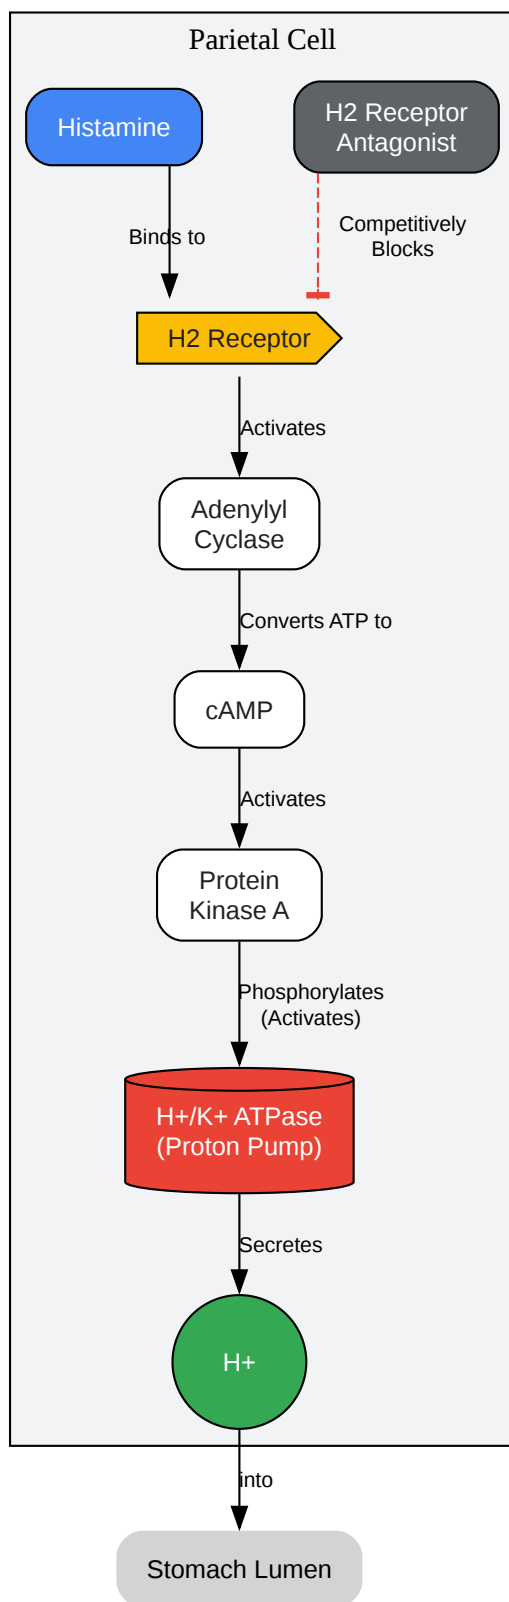 Parietal Cell
Histamine
H2 Receptor
Antagonist
Binds to
Competitively
Blocks
H2 Receptor
Activates
Adenylyl
Cyclase
Converts ATP to
cAMP
Activates
Protein
Kinase A
Phosphorylates
(Activates)
H+/K+ ATPase
(Proton Pump)
Secretes
H+
into
Stomach Lumen